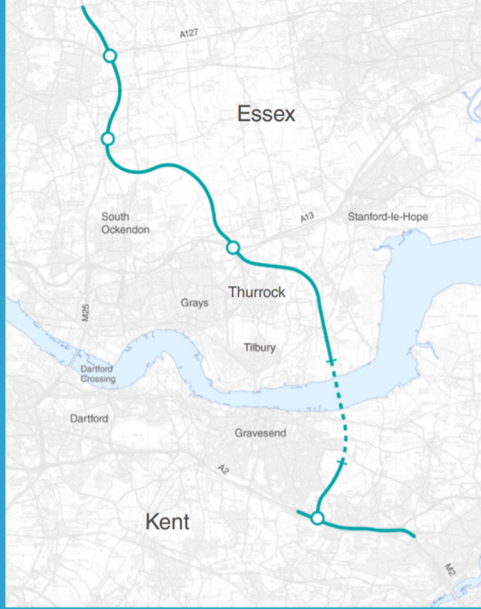 A127
Essex
South
Ockendon
A13
Stanford-le-Hope
Thurrock
Grays
M25
Tilbury
Dartford
Crossing
Dartford
Gravesend
A2
Kent
M2